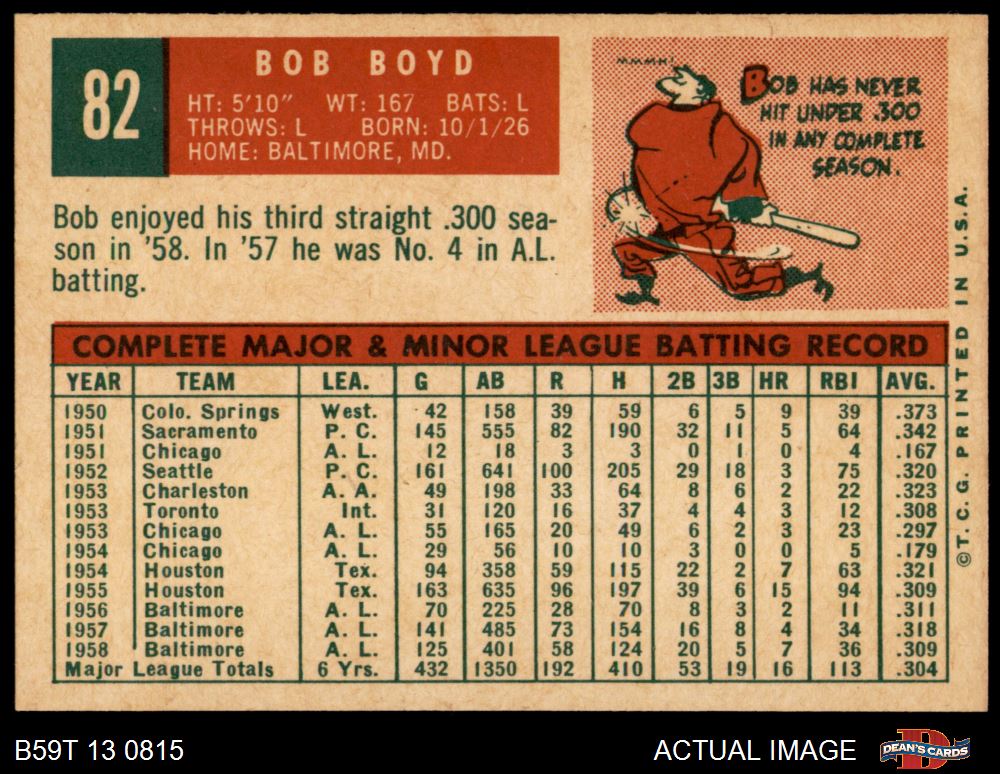 82
BOB BOYD
HT: 5'10" WT: 167 BATS: L
THROWS: L BORN: 10/1/26
HOME: BALTIMORE, MD.
MMMH!
BOB HAS NEVER
HIT UNDER .300
IN ANY COMPLETE
SEASON.
Bob enjoyed his third straight .300 sea-
son in '58. In '57 he was No. 4 in A.L.
batting.
COMPLETE MAJOR & MINOR LEAGUE BATTING RECORD
YEAR TEAM LEA. G AB R H 2B 3B HR RBI AVG.
1950 Colo. Springs West. 42 158 39 59 6 5 9 39 .373
1951 Sacramento P. C. 145 555 82 190 32 11 5 64 .342
1951 Chicago A. L. 12 18 3 3 0 1 0 4 .167
1952 Seattle P. C. 161 641 100 205 29 18 3 75 .320
1953 Charleston A. A. 49 198 33 64 8 6 2 22 .323
1953 Toronto Int. 31 120 16 37 4 4 3 12 .308
1953 Chicago A. L. 55 165 20 49 6 2 3 23 .297
1954 Chicago A. L. 29 56 10 10 3 0 0 5 .179
1954 Houston Tex. 94 358 59 115 22 2 7 63 .321
1955 Houston Tex. 163 635 96 197 39 6 15 94 .309
1956 Baltimore A. L. 70 225 28 70 8 3 2 11 .311
1957 Baltimore A. L. 141 485 73 154 16 8 4 34 .318
1958 Baltimore A. L. 125 401 58 124 20 5 7 36 .309
Major League Totals 6 Yrs. 432 1350 192 410 53 19 16 113 .304
©T. C. G. PRINTED IN U.S.A.
B59T 13 0815
ACTUAL IMAGE
DEAN'S CARDS